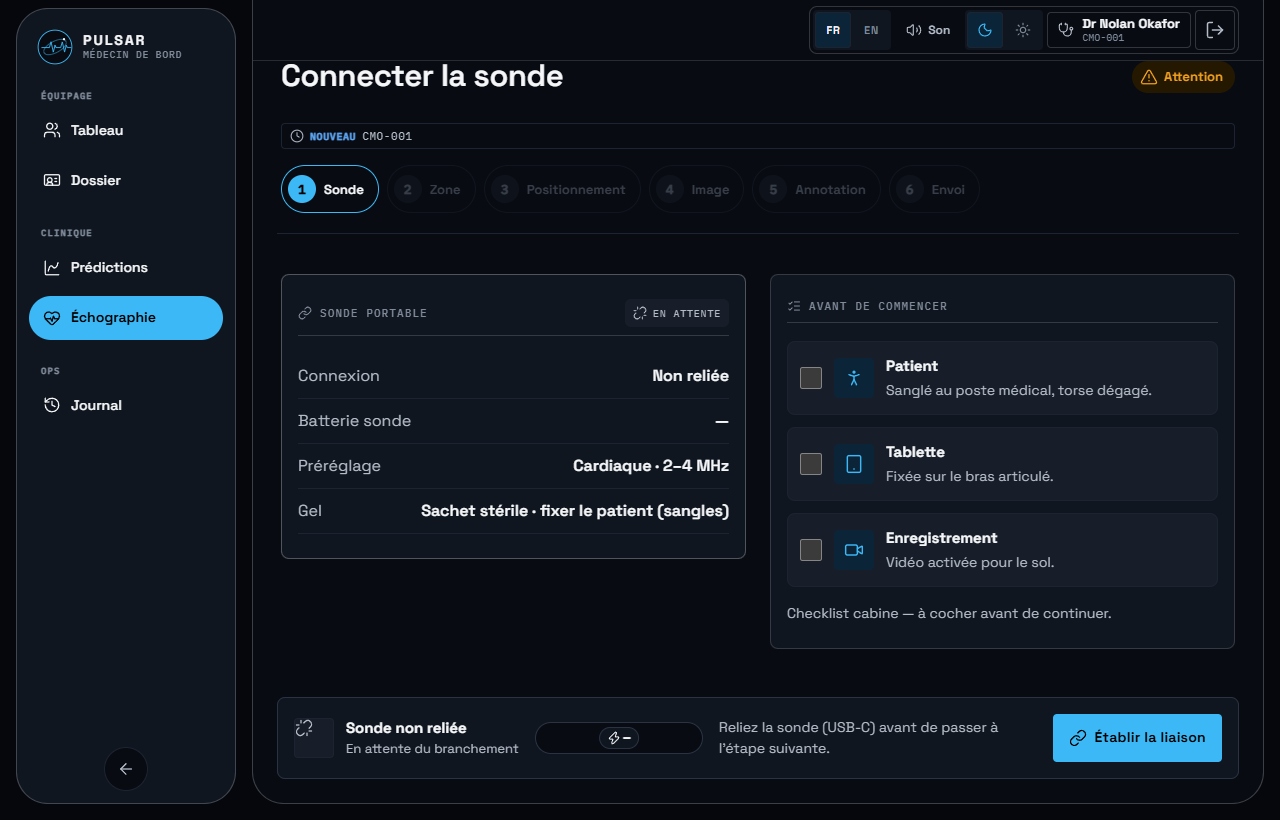 PULSAR
MÉDECIN DE BORD
ÉQUIPAGE
Tableau
Dossier
CLINIQUE
Prédictions
Échographie
OPS
Journal
FR
EN
Son
Dr Nolan Okafor
CMO-001
Connecter la sonde
Attention
NOUVEAU CMO-001
1 Sonde
2 Zone
3 Positionnement
4 Image
5 Annotation
6 Envoi
SONDE PORTABLE
EN ATTENTE
Connexion
Non reliée
Batterie sonde
—
Préréglage
Cardiaque · 2–4 MHz
Gel
Sachet stérile · fixer le patient (sangles)
AVANT DE COMMENCER
Patient
Sanglé au poste médical, torse dégagé.
Tablette
Fixée sur le bras articulé.
Enregistrement
Vidéo activée pour le sol.
Checklist cabine — à cocher avant de continuer.
Sonde non reliée
En attente du branchement
–
Reliez la sonde (USB-C) avant de passer à
l'étape suivante.
Établir la liaison